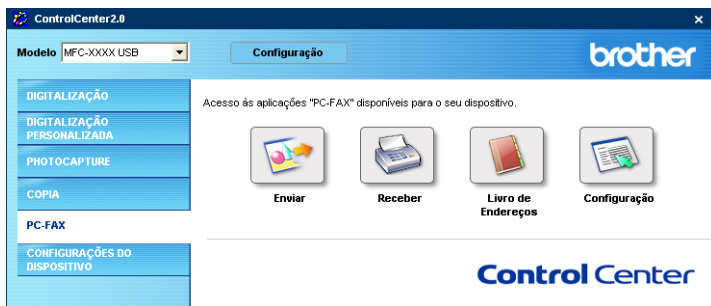 ControlCenter2.0
Modelo MFC-XXXX USB
Configuração
brother
DIGITALIZAÇÃO
DIGITALIZAÇÃO
PERSONALIZADA
PHOTOCAPTURE
COPIA
PC-FAX
CONFIGURAÇÕES DO
DISPOSITIVO
Acesso às aplicações "PC-FAX" disponíveis para o seu dispositivo.
Enviar
Receber
Livro de
Endereços
Configuração
Control Center